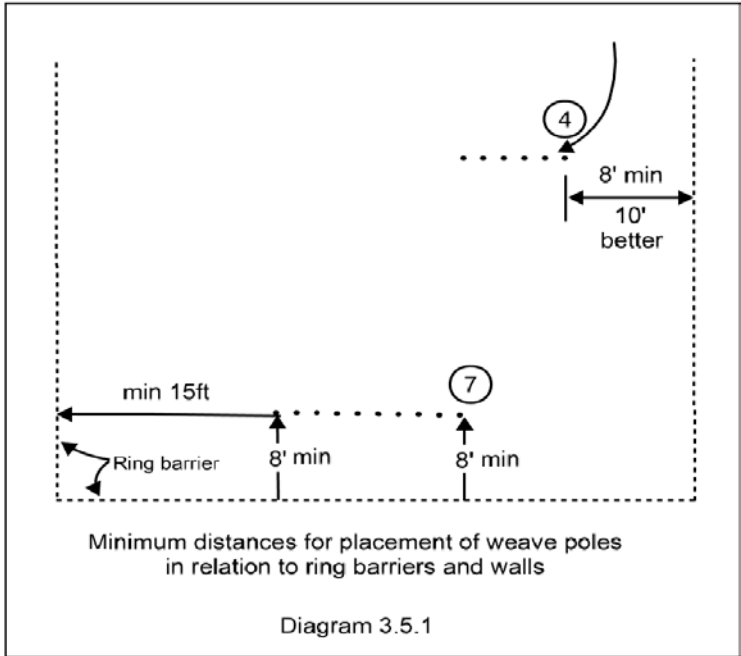 4
8' min
10'
better
min 15ft
7
Ring barrier
8' min
8' min
Minimum distances for placement of weave poles
in relation to ring barriers and walls
Diagram 3.5.1